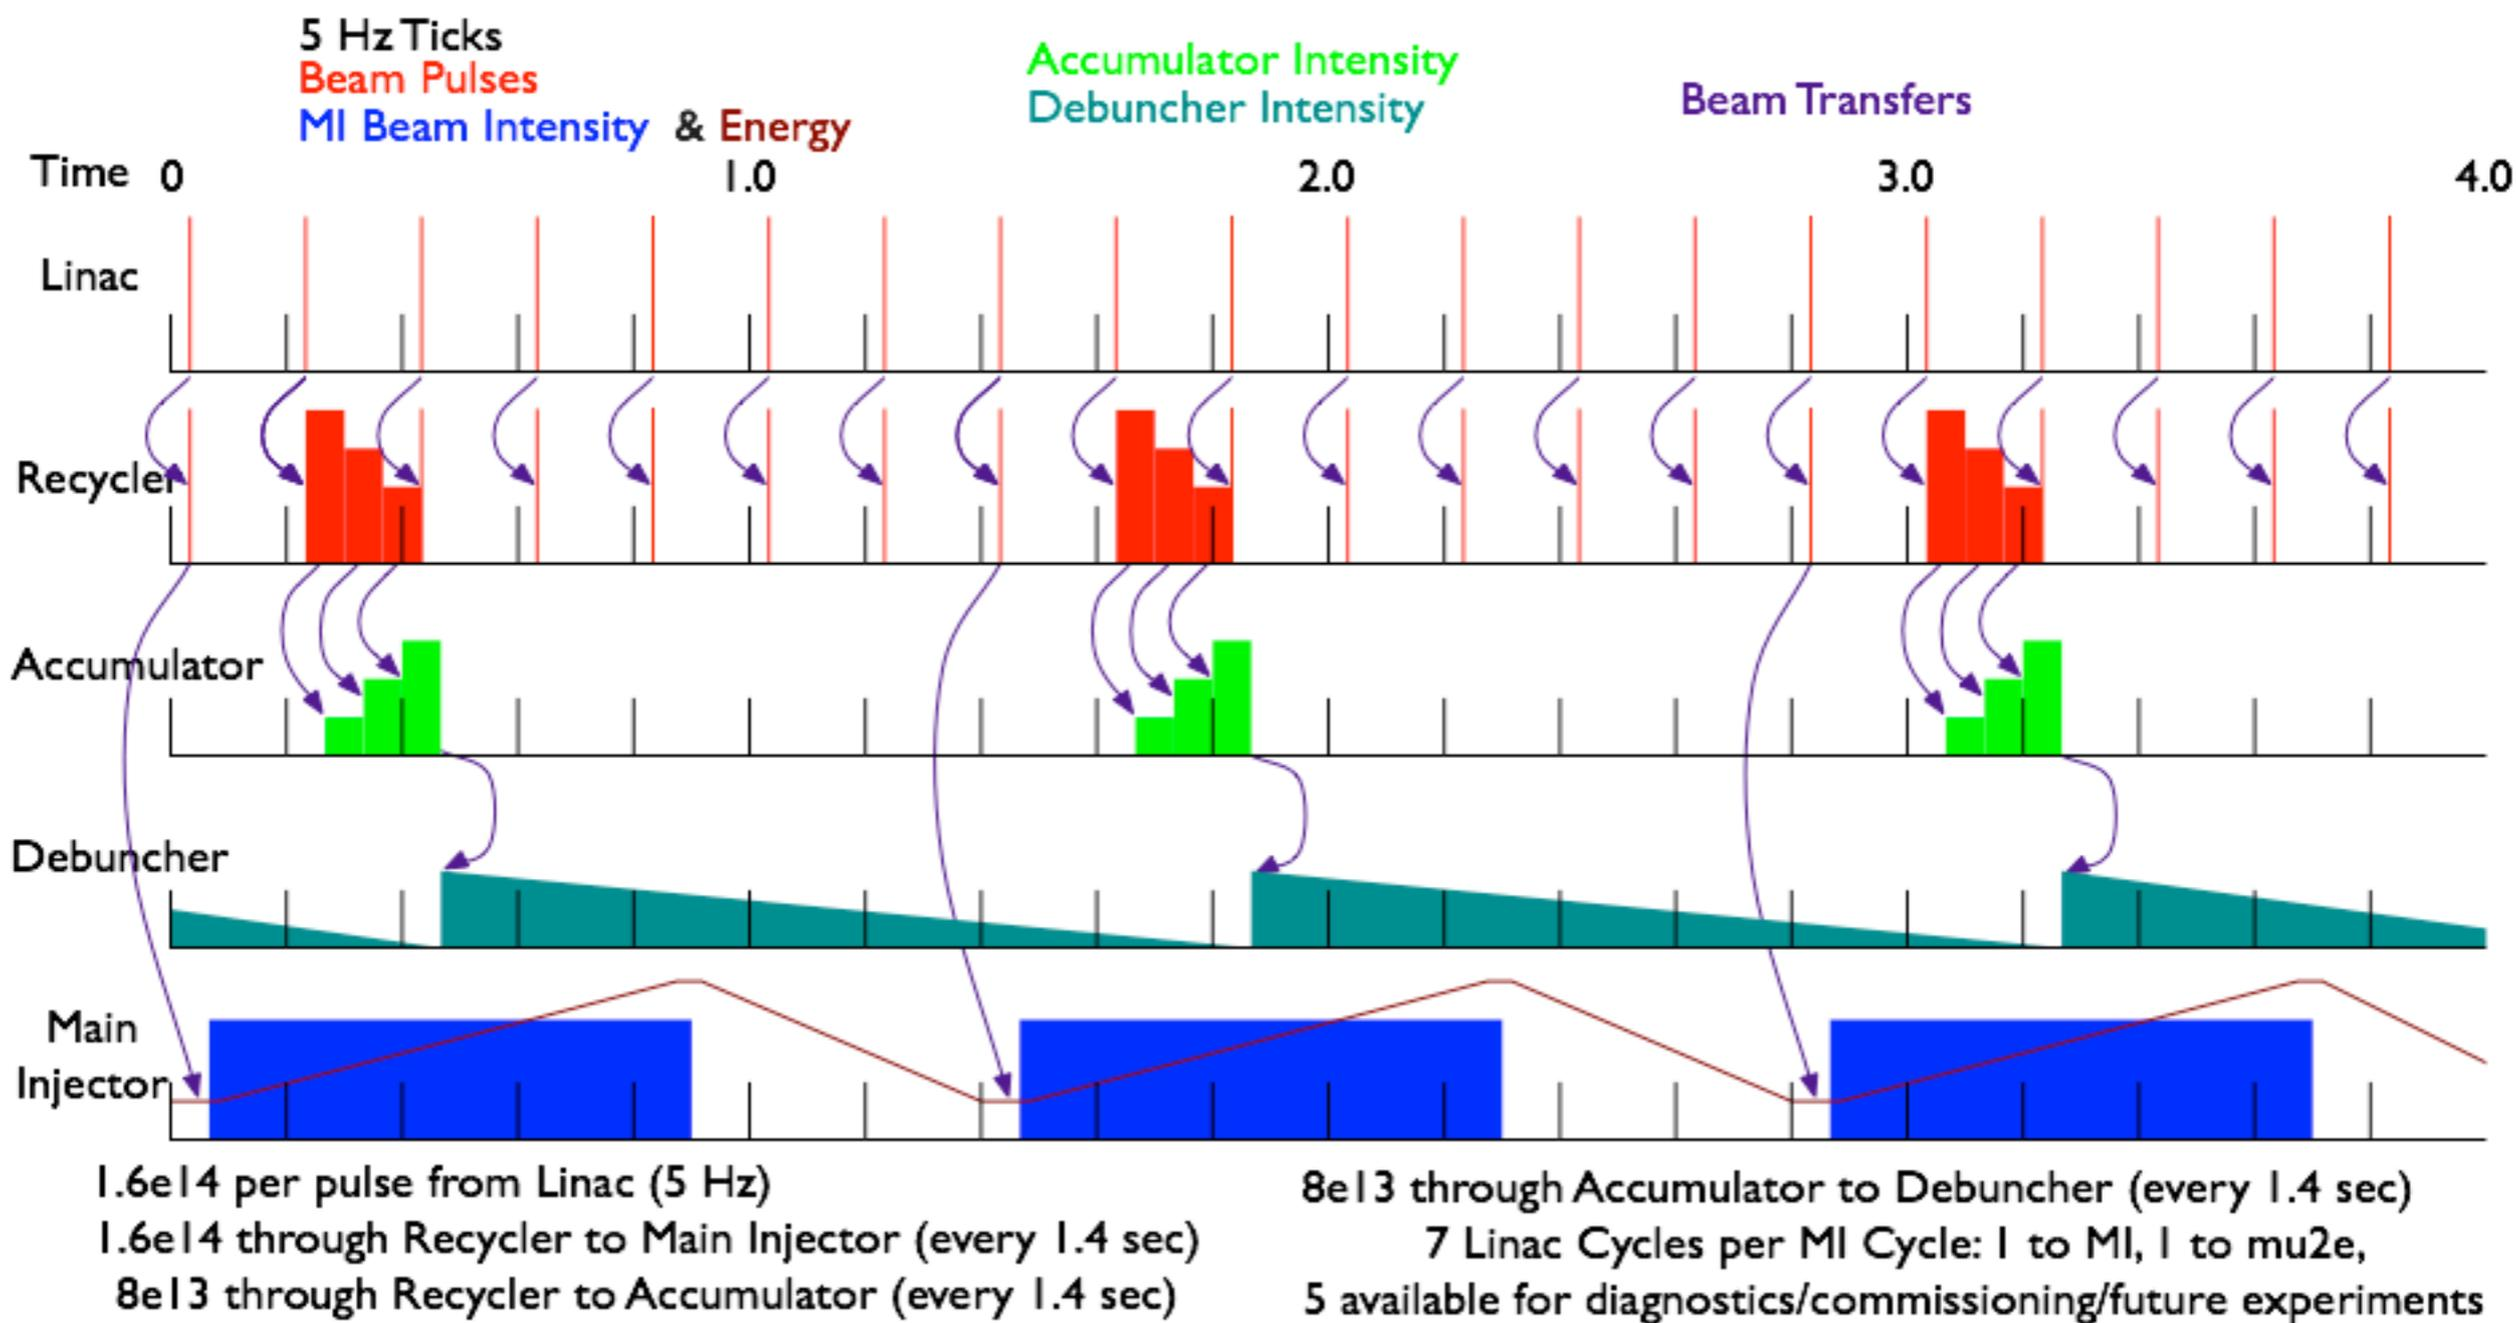 5 Hz Ticks
Beam Pulses
MI Beam Intensity & Energy
Accumulator Intensity
Debuncher Intensity
Beam Transfers
Time 0 1.0 2.0 3.0 4.0
Linac
Recycler
Accumulator
Debuncher
Main
Injector
1.6e14 per pulse from Linac (5 Hz)
1.6e14 through Recycler to Main Injector (every 1.4 sec)
8e13 through Recycler to Accumulator (every 1.4 sec)
8e13 through Accumulator to Debuncher (every 1.4 sec)
7 Linac Cycles per MI Cycle: 1 to MI, 1 to mu2e,
5 available for diagnostics/commissioning/future experiments